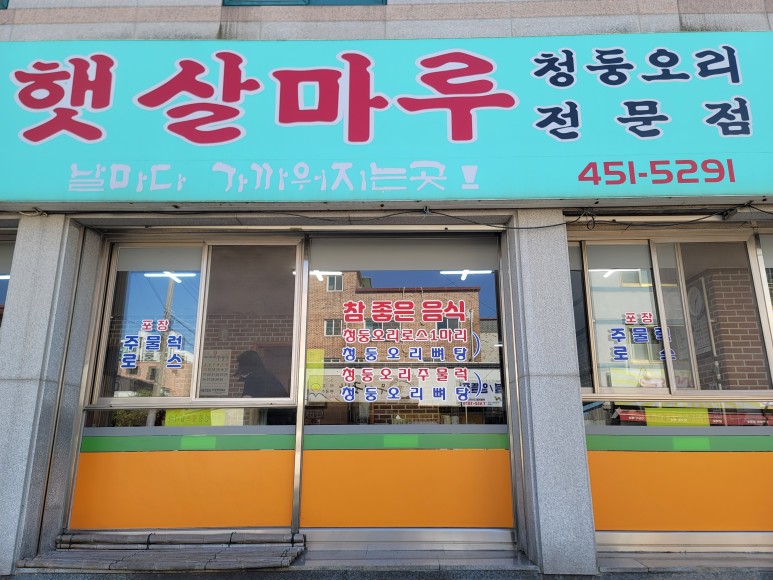 햇살마루
청둥오리
전문점
날마다 가까워지는곳!
451-5291
포장
주물럭
로스
참 좋은 음식
청둥오리로스1마리
청둥오리뼈탕
청둥오리주물럭
청둥오리뼈탕
포장
주물럭
로스